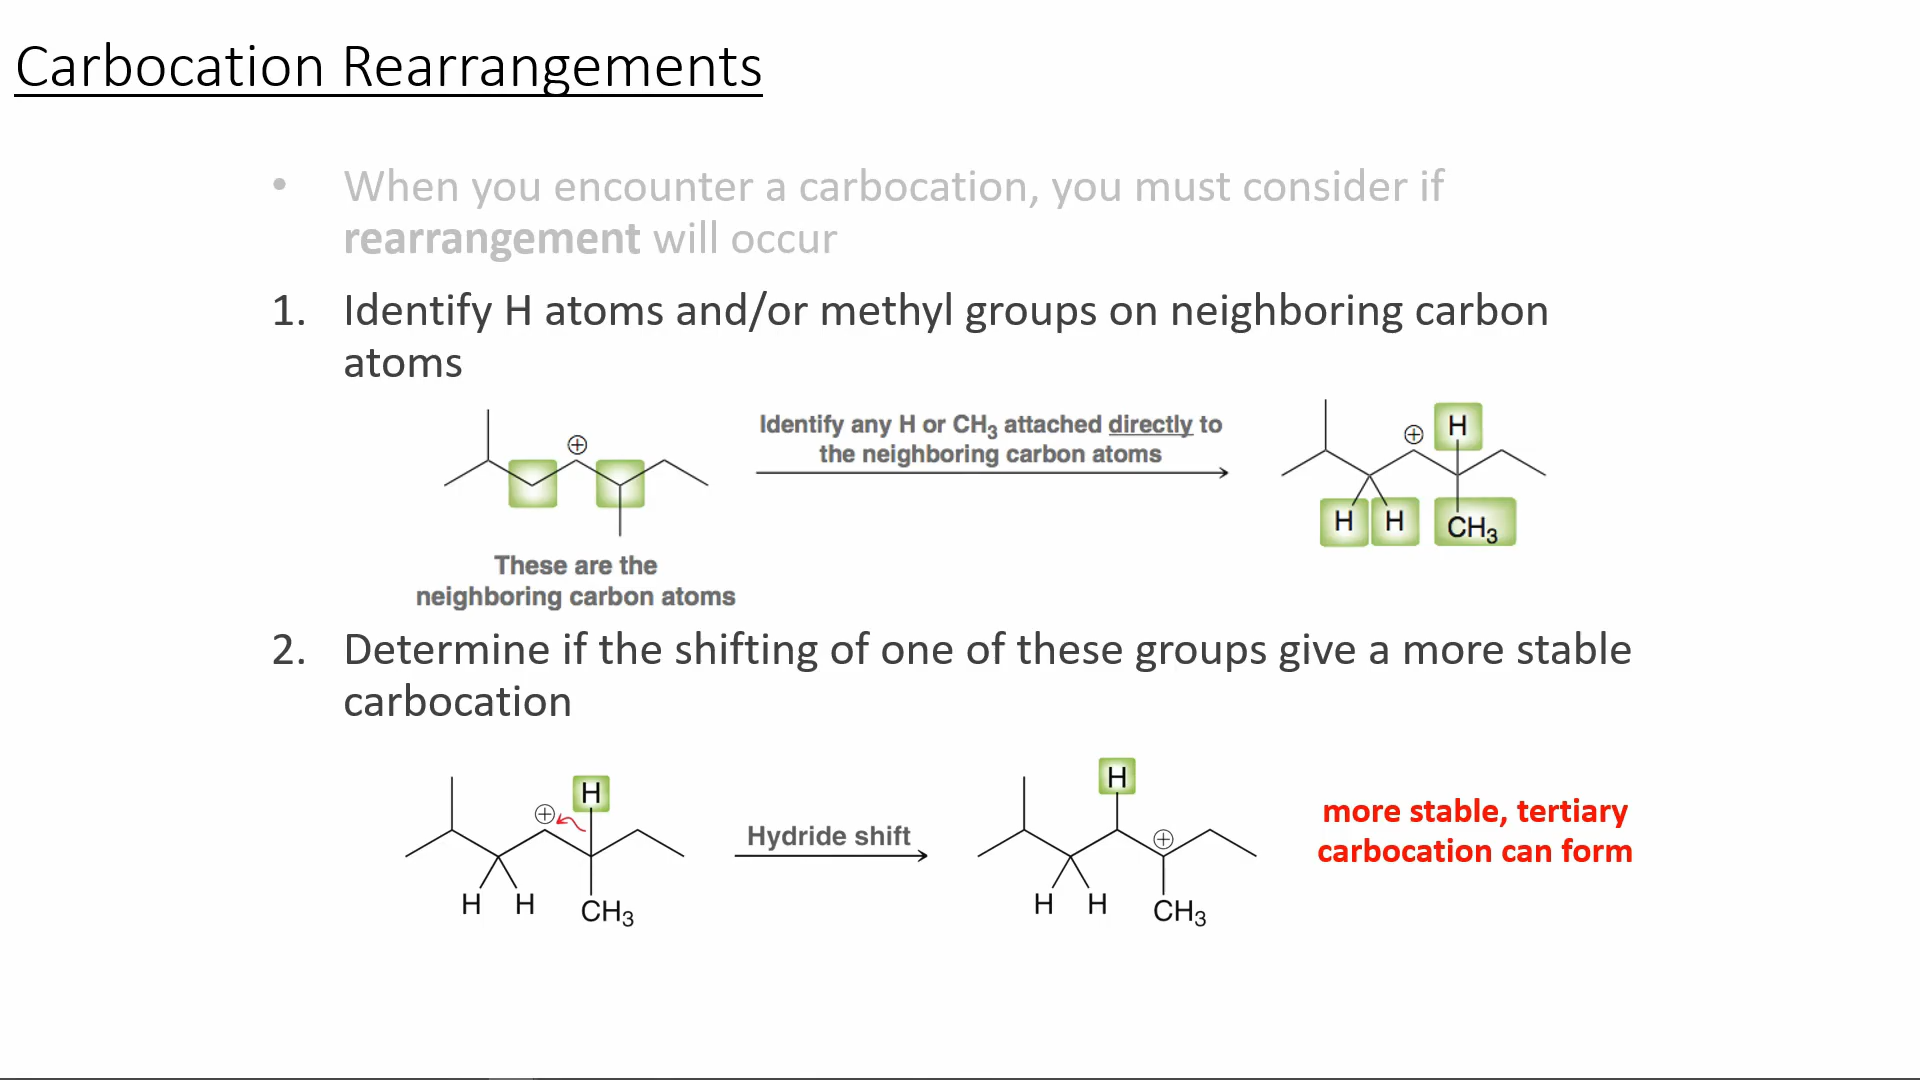 Carbocation Rearrangements
• When you encounter a carbocation, you must consider if
rearrangement will occur
1. Identify H atoms and/or methyl groups on neighboring carbon
atoms
Identify any H or CH₃ attached directly to
the neighboring carbon atoms
⊕
⊕ H
H H CH₃
These are the
neighboring carbon atoms
2. Determine if the shifting of one of these groups give a more stable
carbocation
⊕ H
H H CH₃
Hydride shift
H
⊕
H H CH₃
more stable, tertiary
carbocation can form